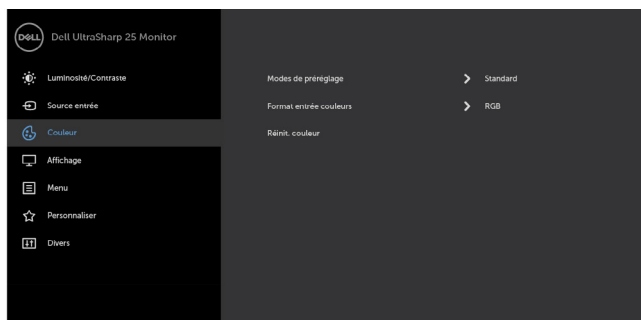 DELL Dell UltraSharp 25 Monitor
Luminosité/Contraste
Source entrée
Couleur
Affichage
Menu
Personnaliser
Divers
Modes de préréglage Standard
Format entrée couleurs RGB
Réinit. couleur